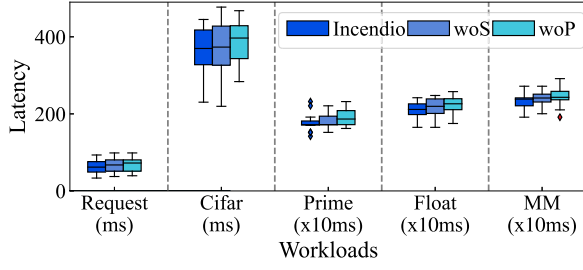 Incendio woS woP
Latency
400
200
0
Request Cifar Prime Float MM
(ms) (ms) (x10ms) (x10ms) (x10ms)
Workloads